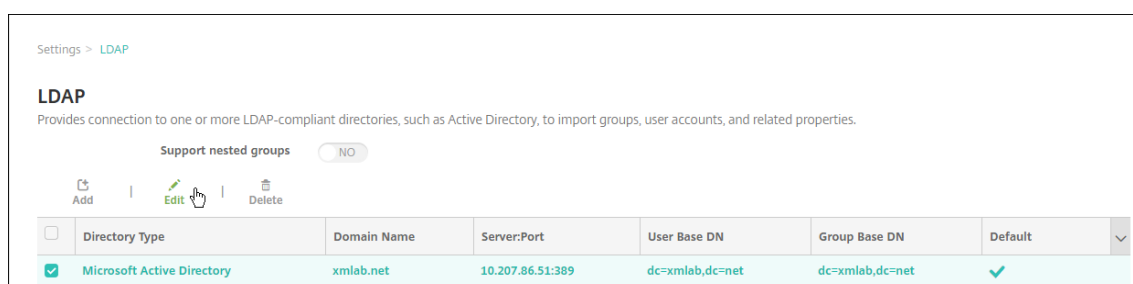 Settings > LDAP
LDAP
Provides connection to one or more LDAP-compliant directories, such as Active Directory, to import groups, user accounts, and related properties.
Support nested groups NO
Add | Edit | Delete
Directory Type Domain Name Server:Port User Base DN Group Base DN Default
Microsoft Active Directory xmlab.net 10.207.86.51:389 dc=xmlab,dc=net dc=xmlab,dc=net